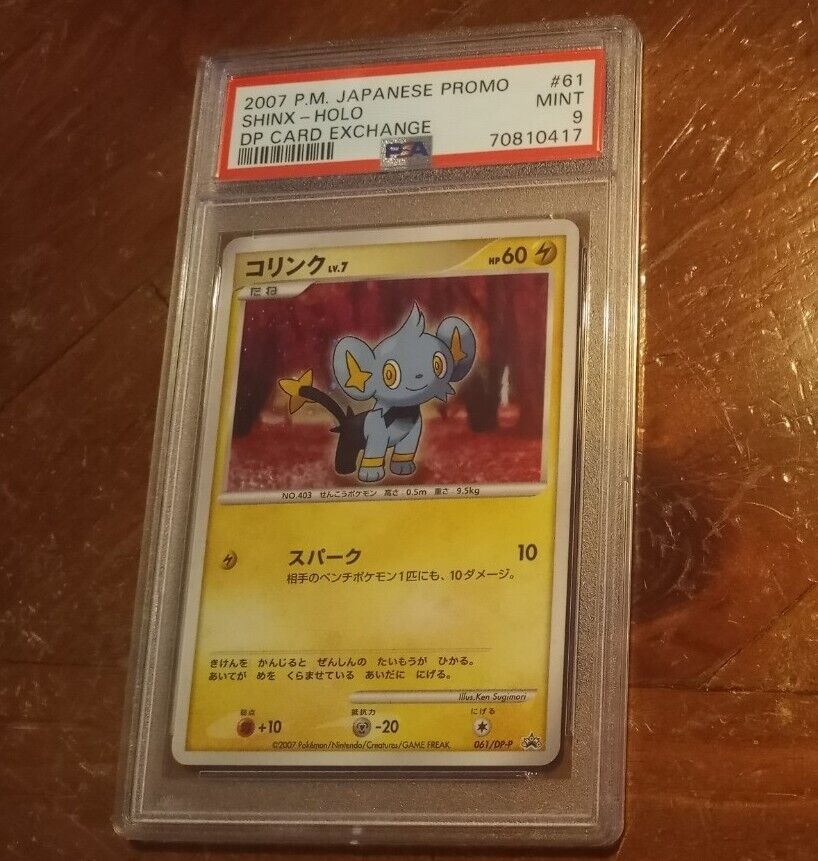 2007 P.M. JAPANESE PROMO #61
SHINX - HOLO MINT
DP CARD EXCHANGE 9
PSA 70810417
コリンク LV.7 HP 60
たね
NO.403 せんこうポケモン 高さ:0.5m 重さ:9.5kg
スパーク 10
相手のベンチポケモン1匹にも、10ダメージ。
きけんを かんじると ぜんしんの たいもうが ひかる。
あいてが めを くらませている あいだに にげる。
Illus.Ken Sugimori
弱点 抵抗力 にげる
+10 -20
©2007 Pokémon/Nintendo/Creatures/GAME FREAK 061/DP-P